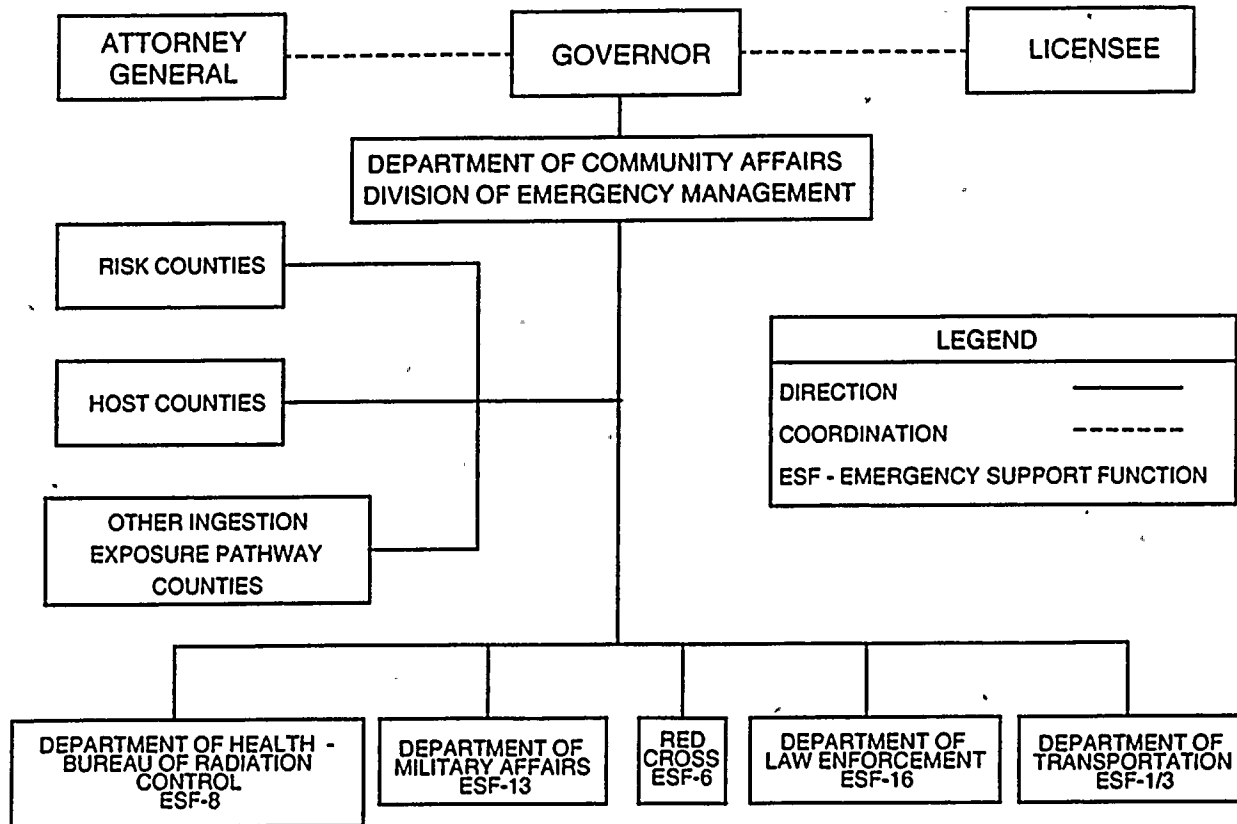 ATTORNEY
GENERAL
GOVERNOR
LICENSEE
DEPARTMENT OF COMMUNITY AFFAIRS
DIVISION OF EMERGENCY MANAGEMENT
RISK COUNTIES
HOST COUNTIES
OTHER INGESTION
EXPOSURE PATHWAY
COUNTIES
LEGEND
DIRECTION
COORDINATION
ESF - EMERGENCY SUPPORT FUNCTION
DEPARTMENT OF HEALTH -
BUREAU OF RADIATION
CONTROL
ESF-8
DEPARTMENT OF
MILITARY AFFAIRS
ESF-13
RED
CROSS
ESF-6
DEPARTMENT OF
LAW ENFORCEMENT
ESF-16
DEPARTMENT OF
TRANSPORTATION
ESF-1/3